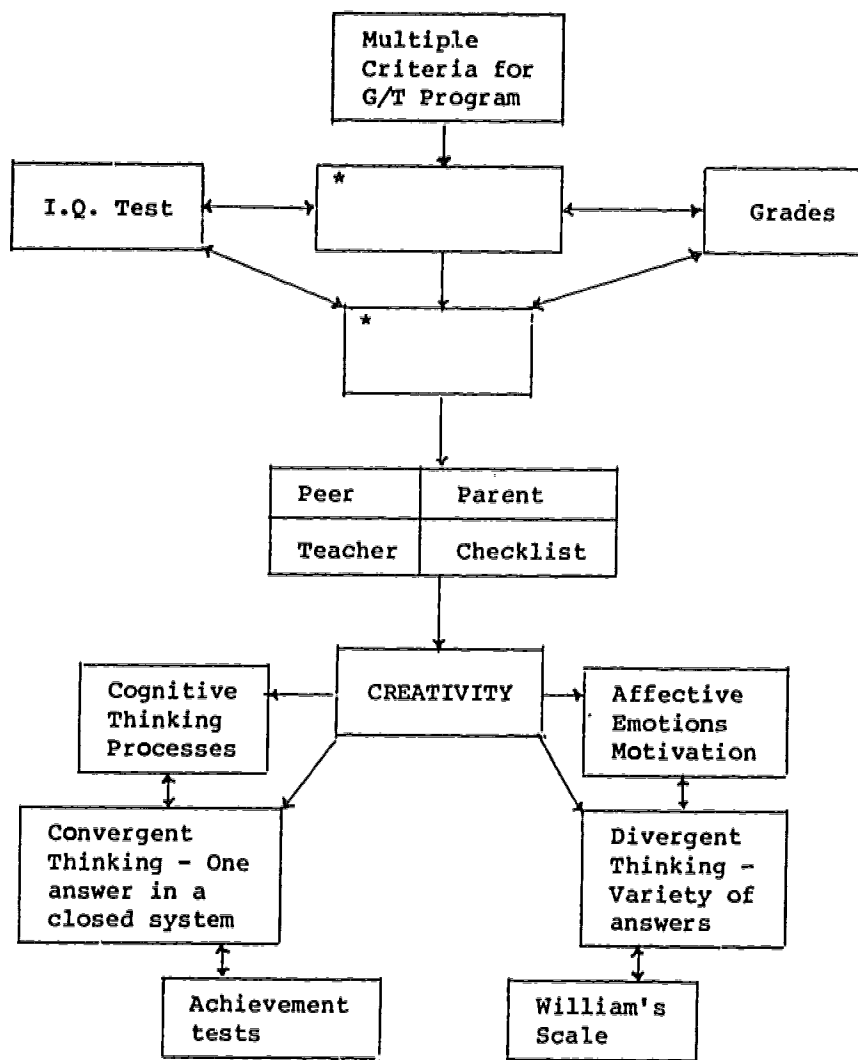 Multiple
Criteria for
G/T Program
I.Q. Test
*
Grades
*
Peer
Parent
Teacher
Checklist
Cognitive
Thinking
Processes
CREATIVITY
Affective
Emotions
Motivation
Convergent
Thinking - One
answer in a
closed system
Divergent
Thinking -
Variety of
answers
Achievement
tests
William's
Scale